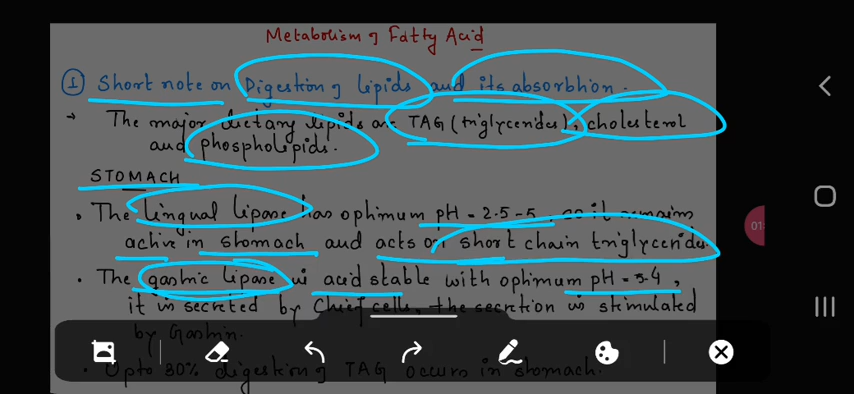 Metabolism of Fatty Acid
① Short note on Digestion of lipids and its absorbtion.
→ The major dietary lipids are TAG (triglycerides), cholesterol
and phospholipids.
STOMACH
• The lingual lipase has optimum pH = 2.5-5, so it remains
active in stomach and acts on short chain triglycerides.
• The gastric lipase is acid stable with optimum pH = 5.4,
it is secreted by Chief cells, the secretion is stimulated
by Gastrin.
• Upto 30% digestion of TAG occurs in stomach.
01